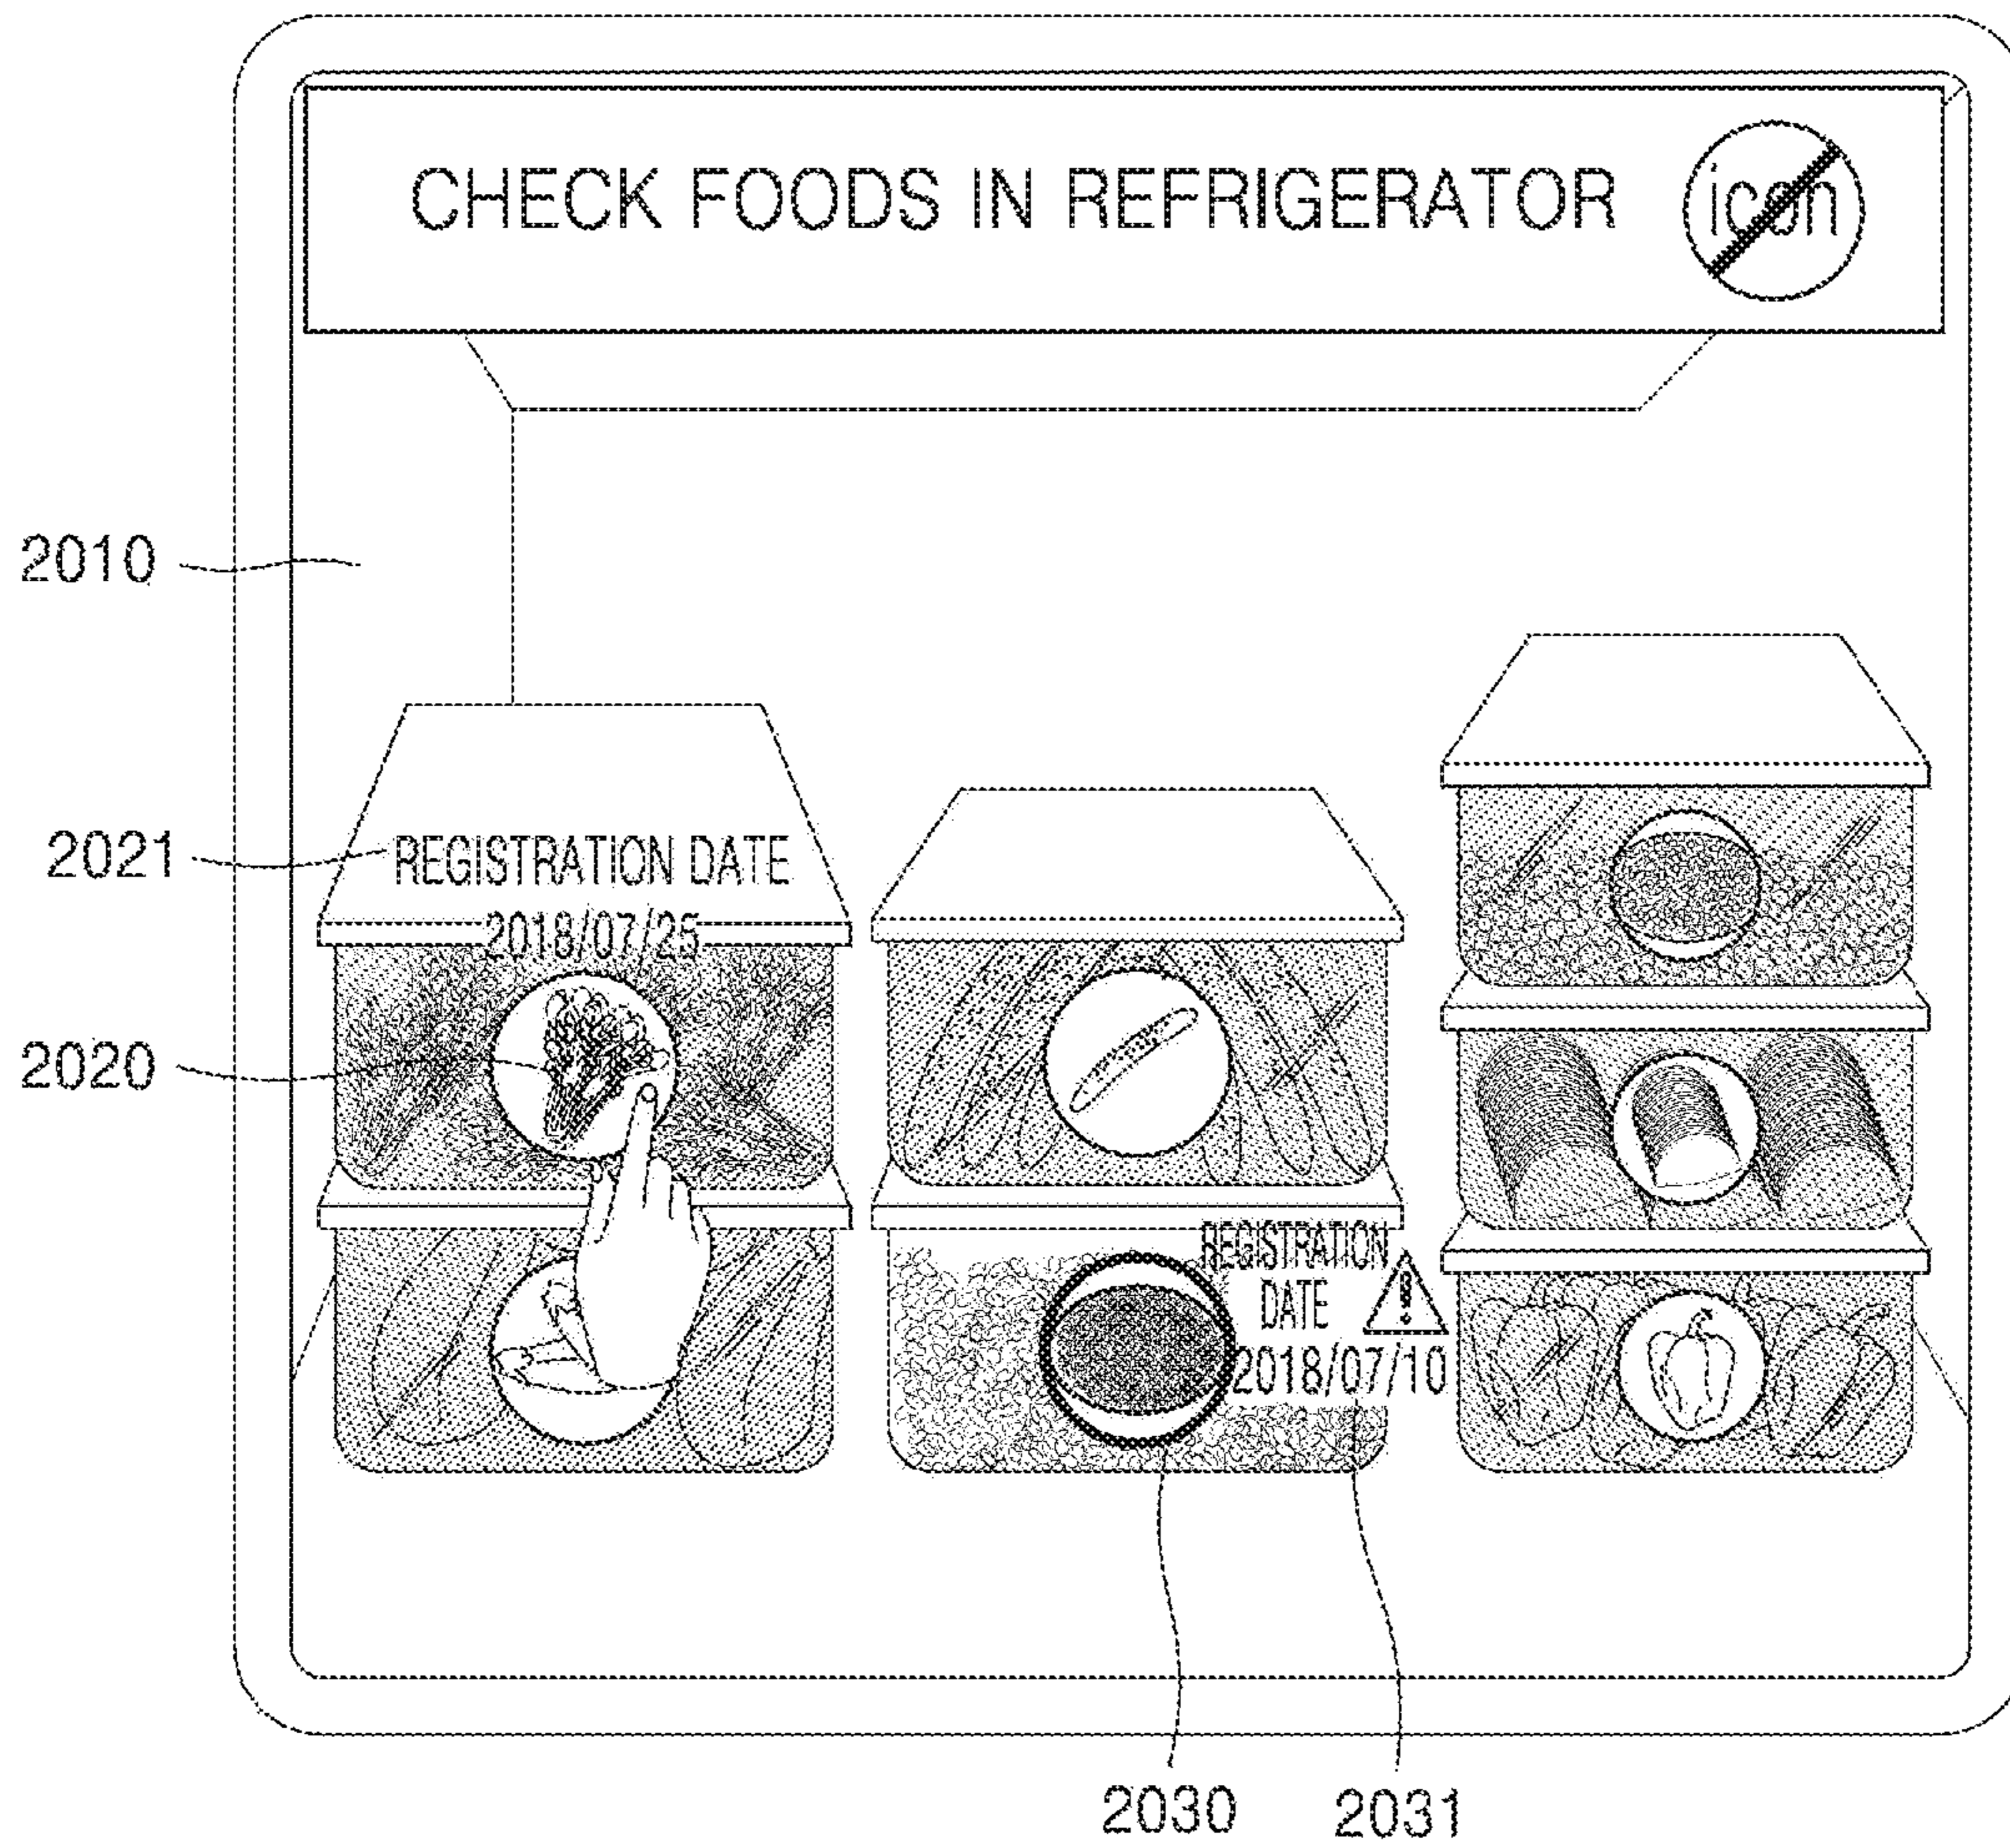 CHECK FOODS IN REFRIGERATOR
icon
2010
2021
REGISTRATION DATE
2018/07/25
2020
REGISTRATION
DATE
!
2018/07/10
2030
2031